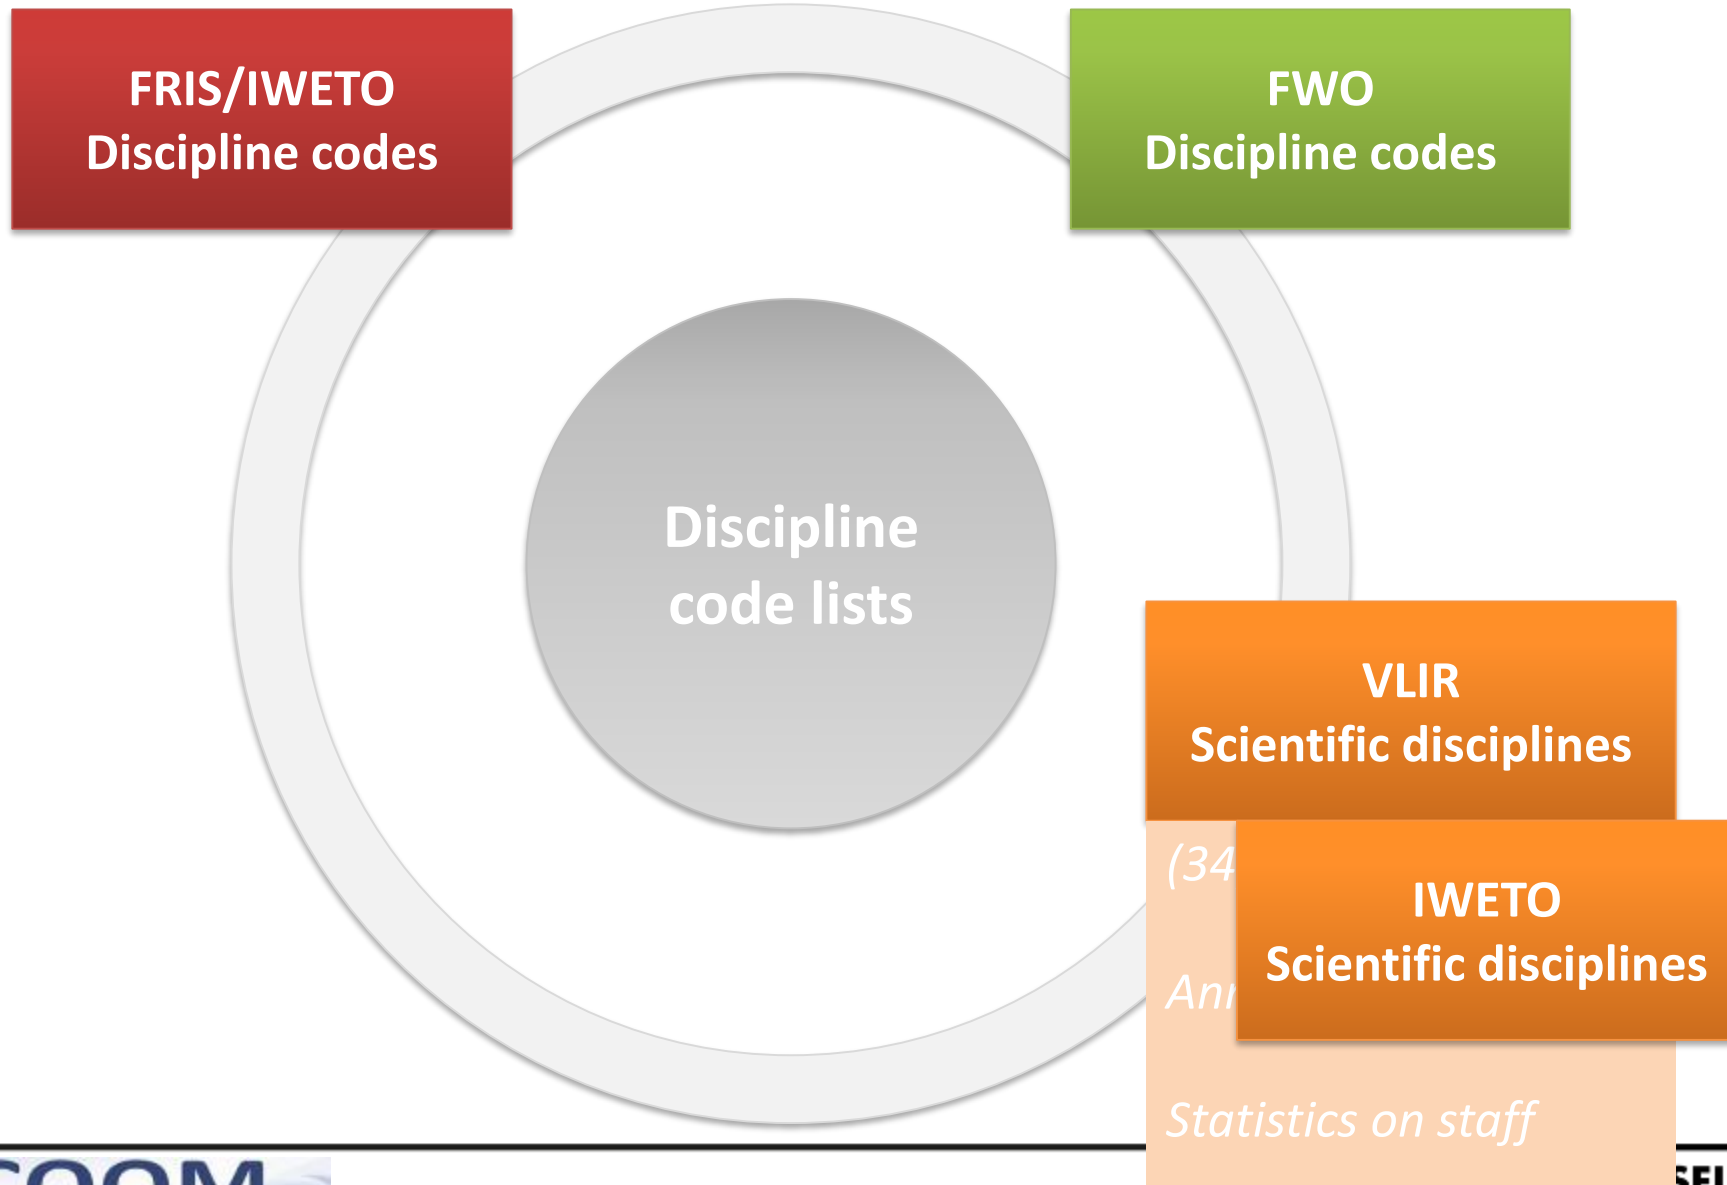 FRIS/IWETO
Discipline codes
FWO
Discipline codes
Discipline
code lists
VLIR
Scientific disciplines
(34
IWETO
Scientific disciplines
Statistics on staff